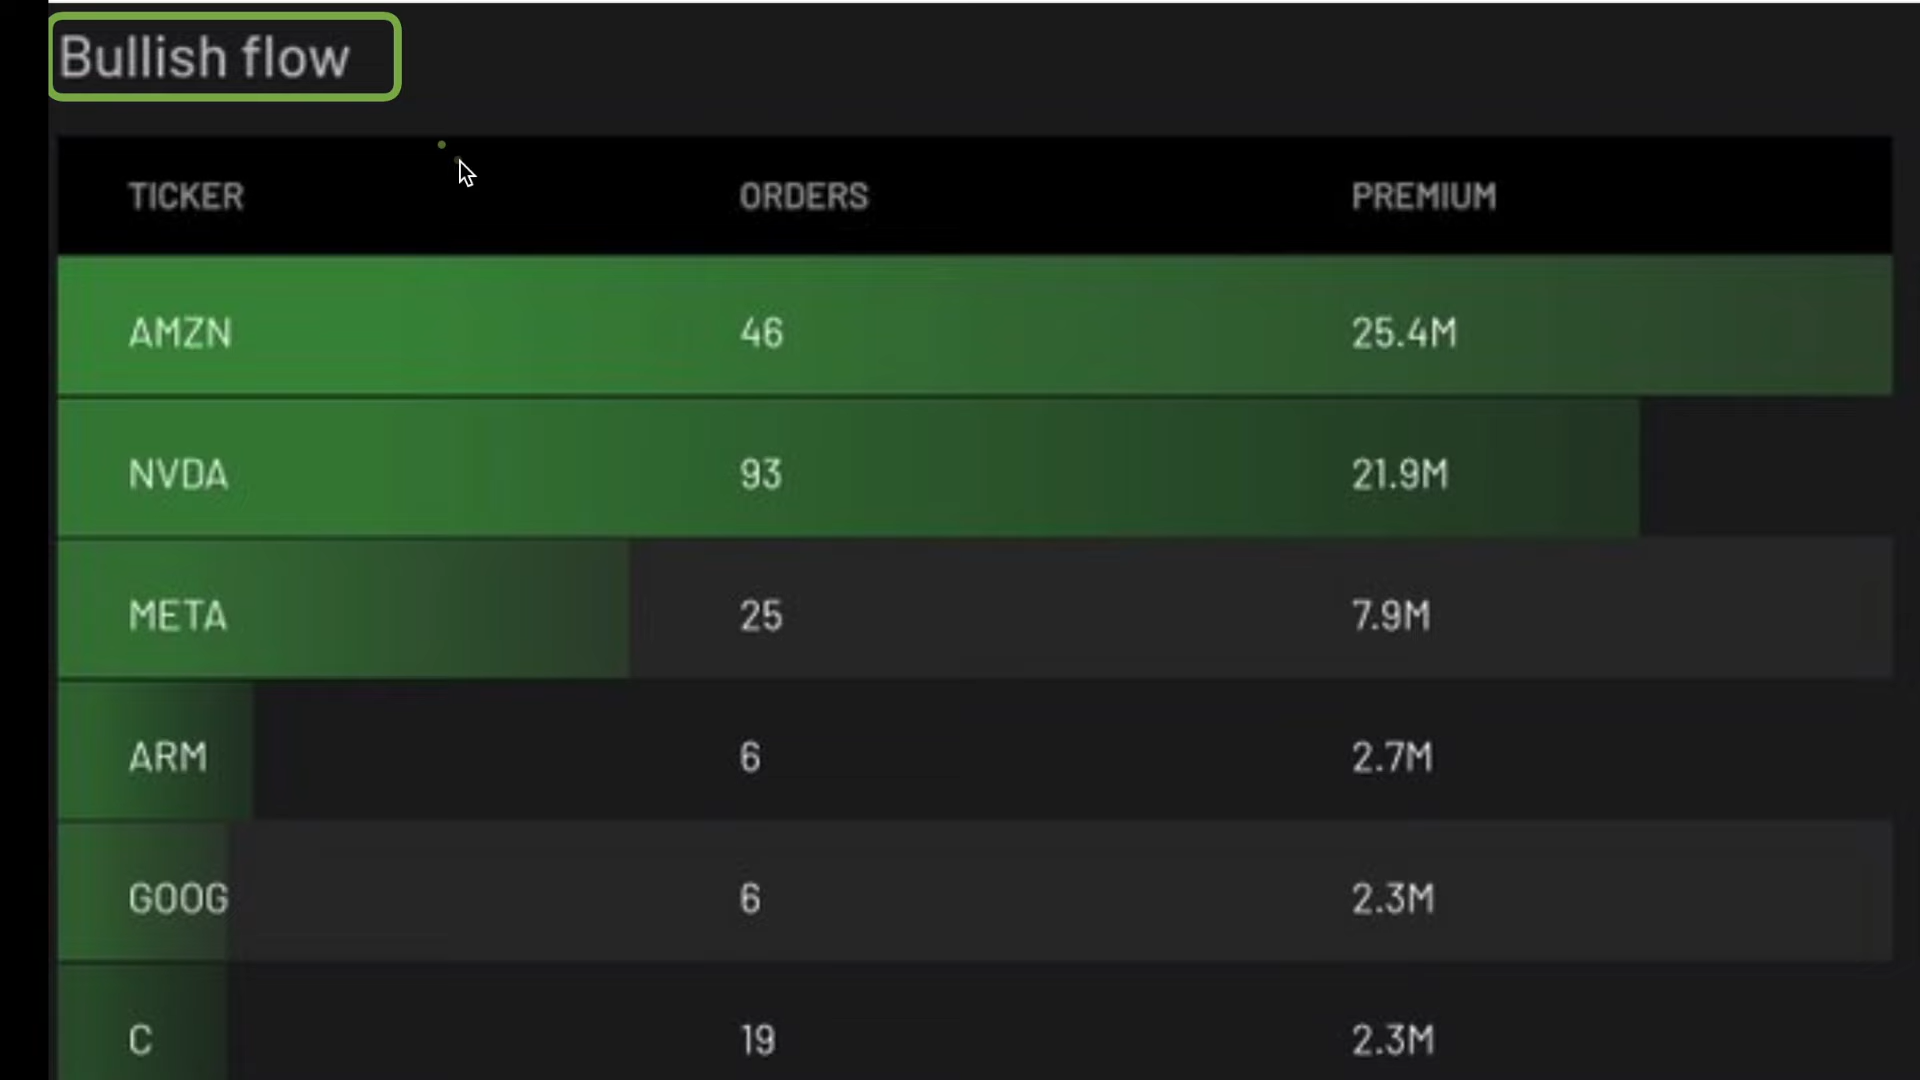 Bullish flow
TICKER ORDERS PREMIUM
AMZN 46 25.4M
NVDA 93 21.9M
META 25 7.9M
ARM 6 2.7M
GOOG 6 2.3M
C 19 2.3M